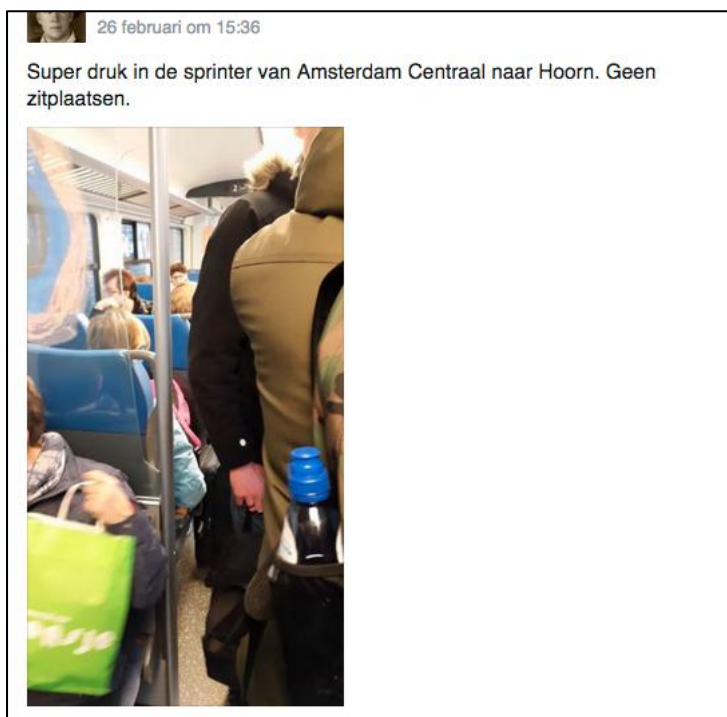 26 februari om 15:36
Super druk in de sprinter van Amsterdam Centraal naar Hoorn. Geen
zitplaatsen.